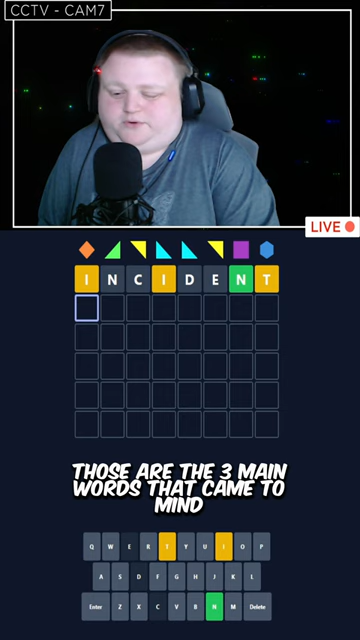 CCTV - CAM7
LIVE
INCIDENT
THOSE ARE THE 3 MAIN
WORDS THAT CAME TO
MIND
Q W E R T Y U I O P
A S D F G H J K L
Enter Z X C V B N M Delete